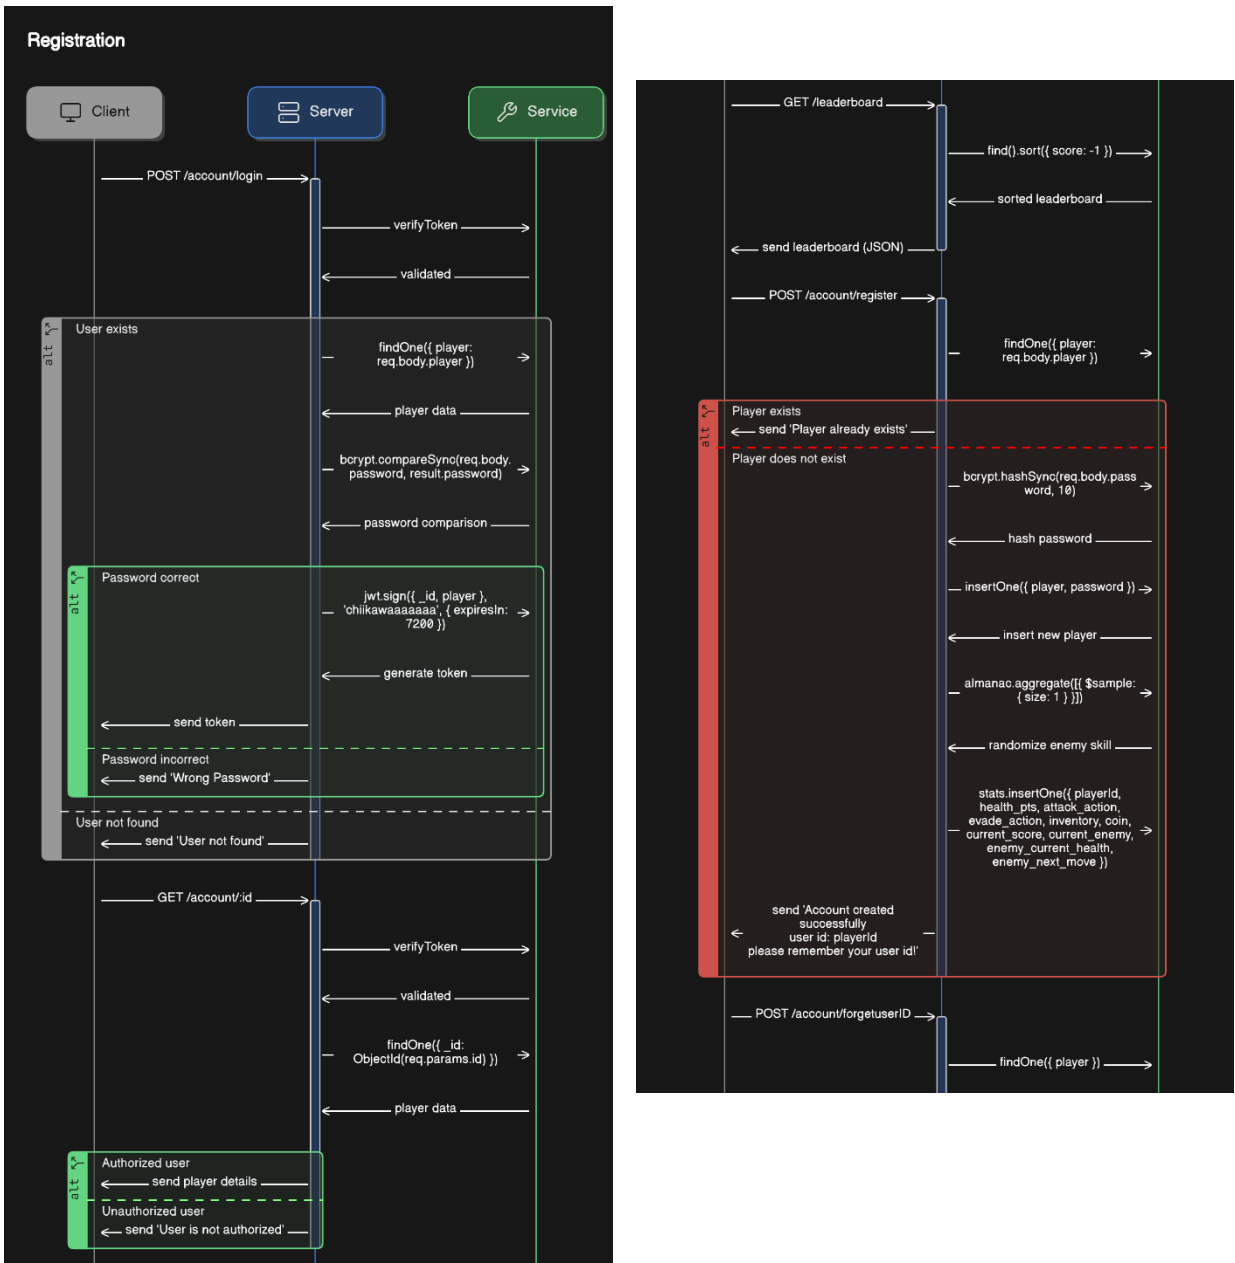 Registration
Client
Server
Service
POST /account/login
verifyToken
validated
alt
User exists
findOne({ player:
req.body.player })
player data
bcrypt.compareSync(req.body.
password, result.password)
password comparison
alt
Password correct
jwt.sign({ _id, player },
'chiikawaaaaaaa', { expiresIn:
7200 })
generate token
send token
Password incorrect
send 'Wrong Password'
User not found
send 'User not found'
GET /account/:id
verifyToken
validated
findOne({ _id:
ObjectId(req.params.id) })
player data
alt
Authorized user
send player details
Unauthorized user
send 'User is not authorized'
GET /leaderboard
find().sort({ score: -1 })
sorted leaderboard
send leaderboard (JSON)
POST /account/register
findOne({ player:
req.body.player })
alt
Player exists
send 'Player already exists'
Player does not exist
bcrypt.hashSync(req.body.pass
word, 10)
hash password
insertOne({ player, password })
insert new player
almanac.aggregate([{ $sample:
{ size: 1 } }])
randomize enemy skill
stats.insertOne({ playerId,
health_pts, attack_action,
evade_action, inventory, coin,
current_score, current_enemy,
enemy_current_health,
enemy_next_move })
send 'Account created
successfully
user id: playerId
please remember your user id!'
POST /account/forgetuserID
findOne({ player })